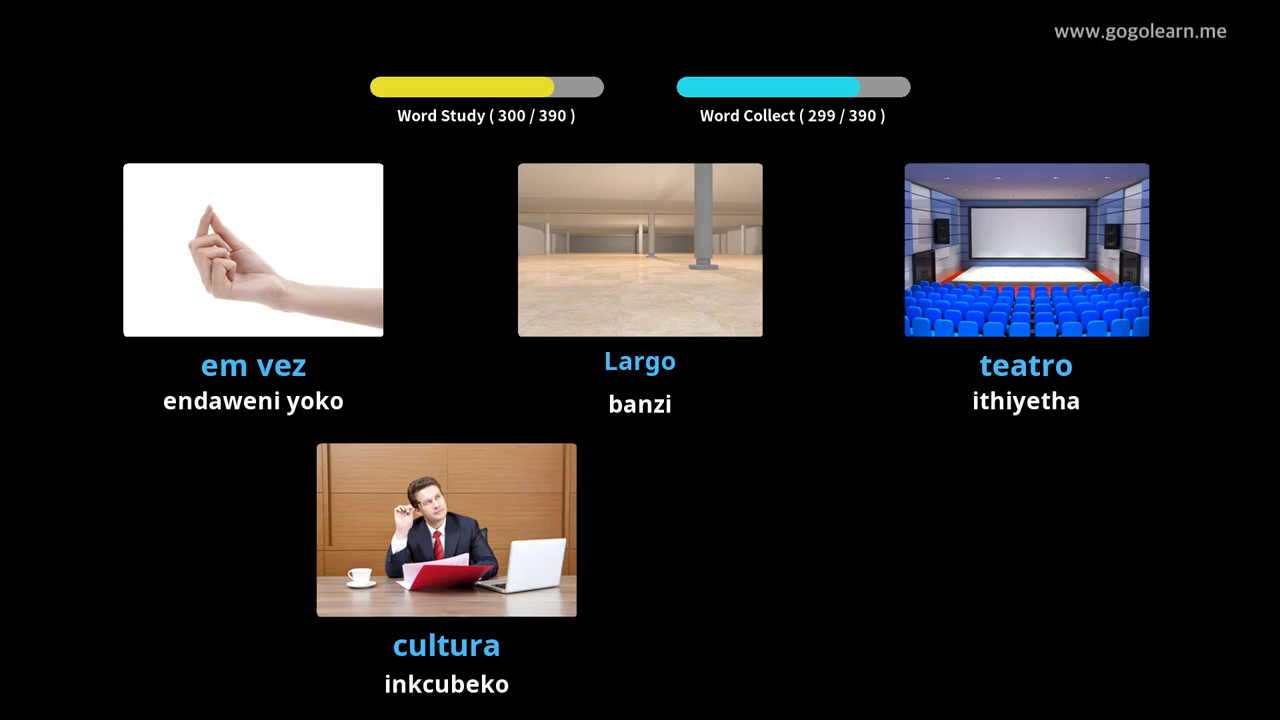 www.gogolearn.me
Word Study ( 300 / 390 )
Word Collect ( 299 / 390 )
em vez
endaweni yoko
Largo
banzi
teatro
ithiyetha
cultura
inkcubeko